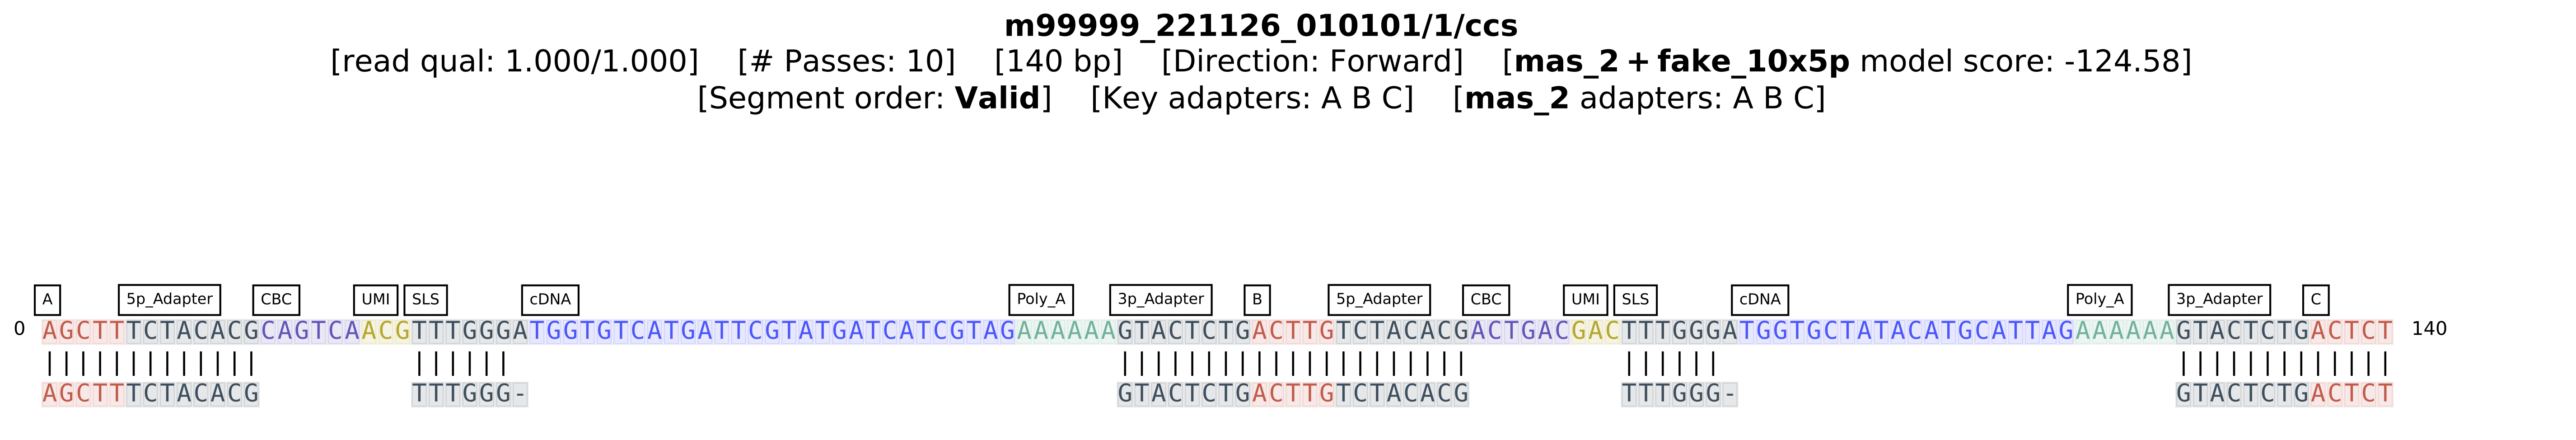 m99999_221126_010101/1/ccs
[read qual: 1.000/1.000] [# Passes: 10] [140 bp] [Direction: Forward] [mas_2 + fake_10x5p model score: -124.58]
[Segment order: Valid] [Key adapters: A B C] [mas_2 adapters: A B C]
A 5p_Adapter CBC UMI SLS cDNA Poly_A 3p_Adapter B 5p_Adapter CBC UMI SLS cDNA Poly_A 3p_Adapter C
0 AGCTTTCTACACGCAGTCAACGTTTGGGATGGTGTCATGATTCGTATGATCATCGTAGAAAAAAGTACTCTGACTTGTCTACACGACTGACGACTTTGGGATGGTGCTATACATGCATTAGAAAAAAGTACTCTGACTCT 140
AGCTTTCTACACG TTTGGG- GTACTCTGACTTGTCTACACG TTTGGG- GTACTCTGACTCT